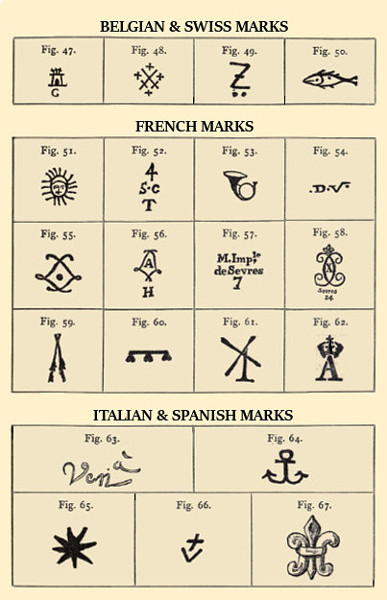 BELGIAN & SWISS MARKS
Fig. 47. Fig. 48. Fig. 49. Fig. 50.
G Z
FRENCH MARKS
Fig. 51. Fig. 52. Fig. 53. Fig. 54.
4
S·C
T
·D.V·
Fig. 55. Fig. 56. Fig. 57. Fig. 58.
A
H
M.Imple
de Sevres
7
Sevres
24
Fig. 59. Fig. 60. Fig. 61. Fig. 62.
A
ITALIAN & SPANISH MARKS
Fig. 63. Fig. 64.
Venà
Fig. 65. Fig. 66. Fig. 67.